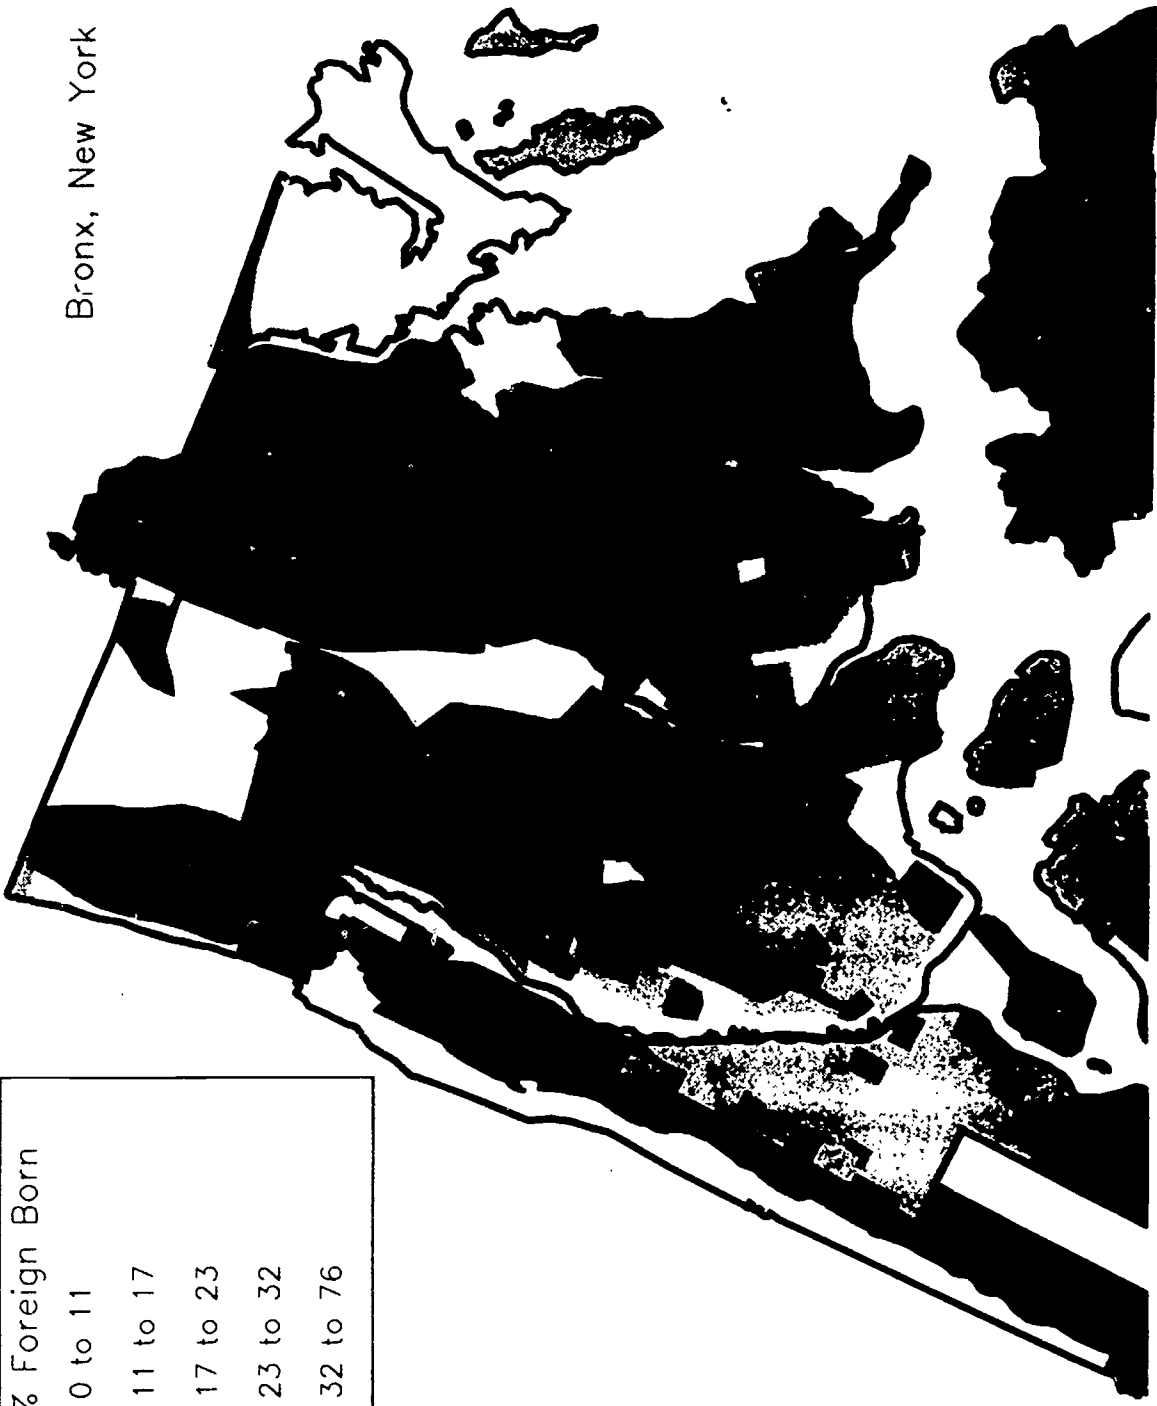 Bronx, New York
% Foreign Born
0 to 11
11 to 17
17 to 23
23 to 32
32 to 76